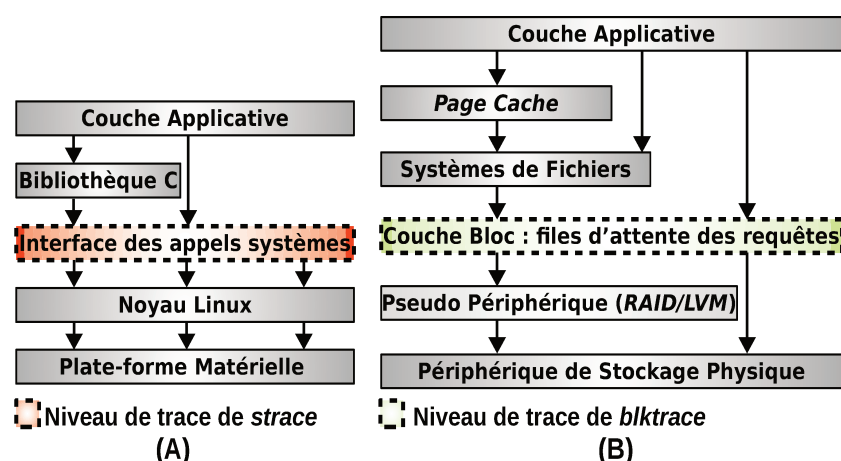 Couche Applicative
Bibliothèque C
Interface des appels systèmes
Noyau Linux
Plate-forme Matérielle
Niveau de trace de strace
(A)
Couche Applicative
Page Cache
Systèmes de Fichiers
Couche Bloc : files d’attente des requêtes
Pseudo Périphérique (RAID/LVM)
Périphérique de Stockage Physique
Niveau de trace de blktrace
(B)